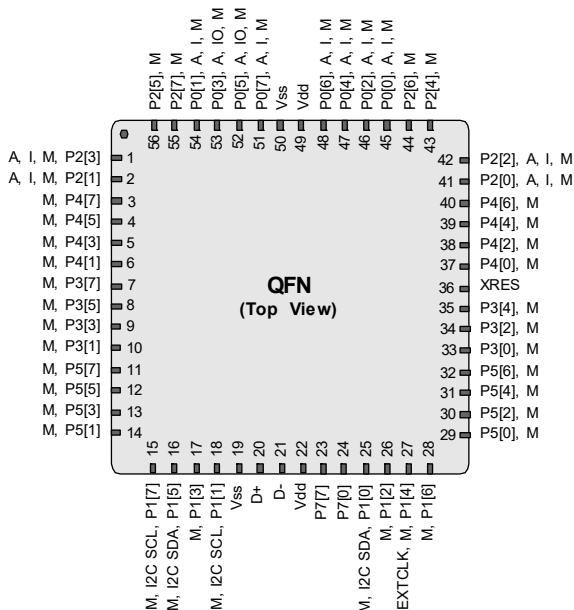 P2[5], M
P2[7], M
P0[1], A, I, M
P0[3], A, IO, M
P0[5], A, IO, M
P0[7], A, I, M
Vss
Vdd
P0[6], A, I, M
P0[4], A, I, M
P0[2], A, I, M
P0[0], A, I, M
P2[6], M
P2[4], M
56
55
54
53
52
51
50
49
48
47
46
45
44
43
A, I, M, P2[3] 1
A, I, M, P2[1] 2
M, P4[7] 3
M, P4[5] 4
M, P4[3] 5
M, P4[1] 6
M, P3[7] 7
M, P3[5] 8
M, P3[3] 9
M, P3[1] 10
M, P5[7] 11
M, P5[5] 12
M, P5[3] 13
M, P5[1] 14
QFN
(Top View)
42 P2[2], A, I, M
41 P2[0], A, I, M
40 P4[6], M
39 P4[4], M
38 P4[2], M
37 P4[0], M
36 XRES
35 P3[4], M
34 P3[2], M
33 P3[0], M
32 P5[6], M
31 P5[4], M
30 P5[2], M
29 P5[0], M
15
16
17
18
19
20
21
22
23
24
25
26
27
28
M, I2C SCL, P1[7]
M, I2C SDA, P1[5]
M, P1[3]
M, I2C SCL, P1[1]
Vss
D+
D-
Vdd
P7[7]
P7[0]
M, I2C SDA, P1[0]
M, P1[2]
EXTCLK, M, P1[4]
M, P1[6]